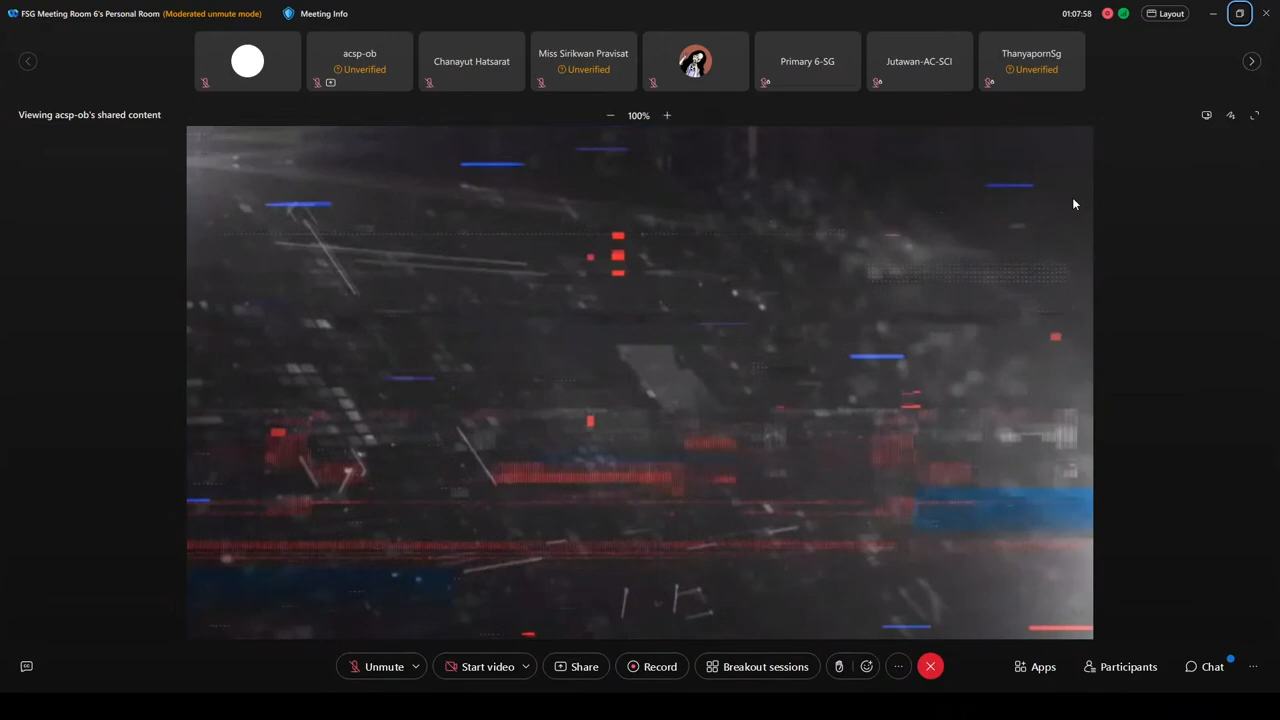 FSG Meeting Room 6's Personal Room (Moderated unmute mode) Meeting Info 01:07:58 Layout
acsp-ob
Unverified
Chanayut Hatsarat
Miss Sirikwan Pravisat
Unverified
Primary 6-SG
Jutawan-AC-SCI
ThanyapornSg
Unverified
Viewing acsp-ob's shared content
100%
Unmute Start video Share Record Breakout sessions Apps Participants Chat